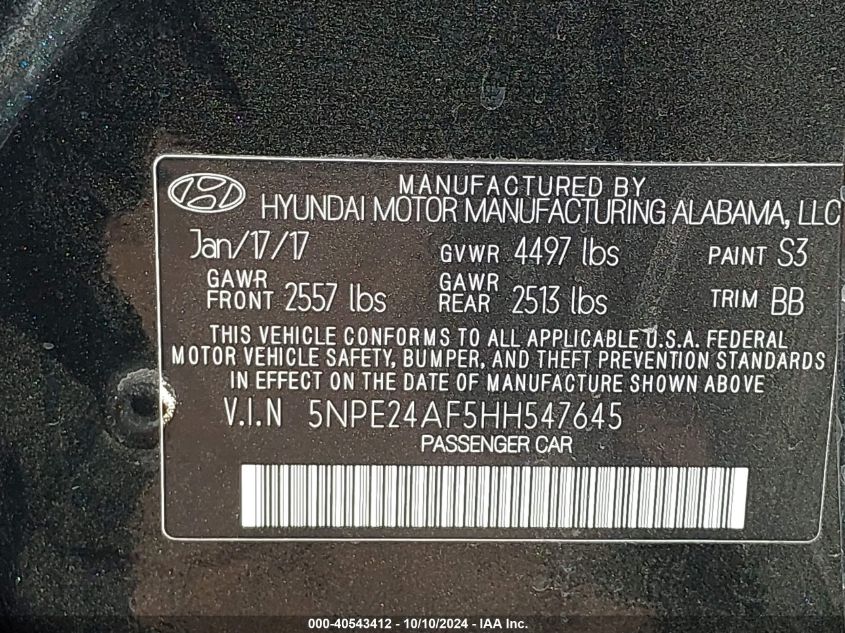 MANUFACTURED BY
HYUNDAI MOTOR MANUFACTURING ALABAMA, LLC
Jan/17/17 GVWR 4497 lbs PAINT S3
GAWR FRONT 2557 lbs GAWR REAR 2513 lbs TRIM BB
THIS VEHICLE CONFORMS TO ALL APPLICABLE U.S.A. FEDERAL
MOTOR VEHICLE SAFETY, BUMPER, AND THEFT PREVENTION STANDARDS
IN EFFECT ON THE DATE OF MANUFACTURE SHOWN ABOVE
V.I.N 5NPE24AF5HH547645
PASSENGER CAR
000-40543412 - 10/10/2024 - IAA Inc.